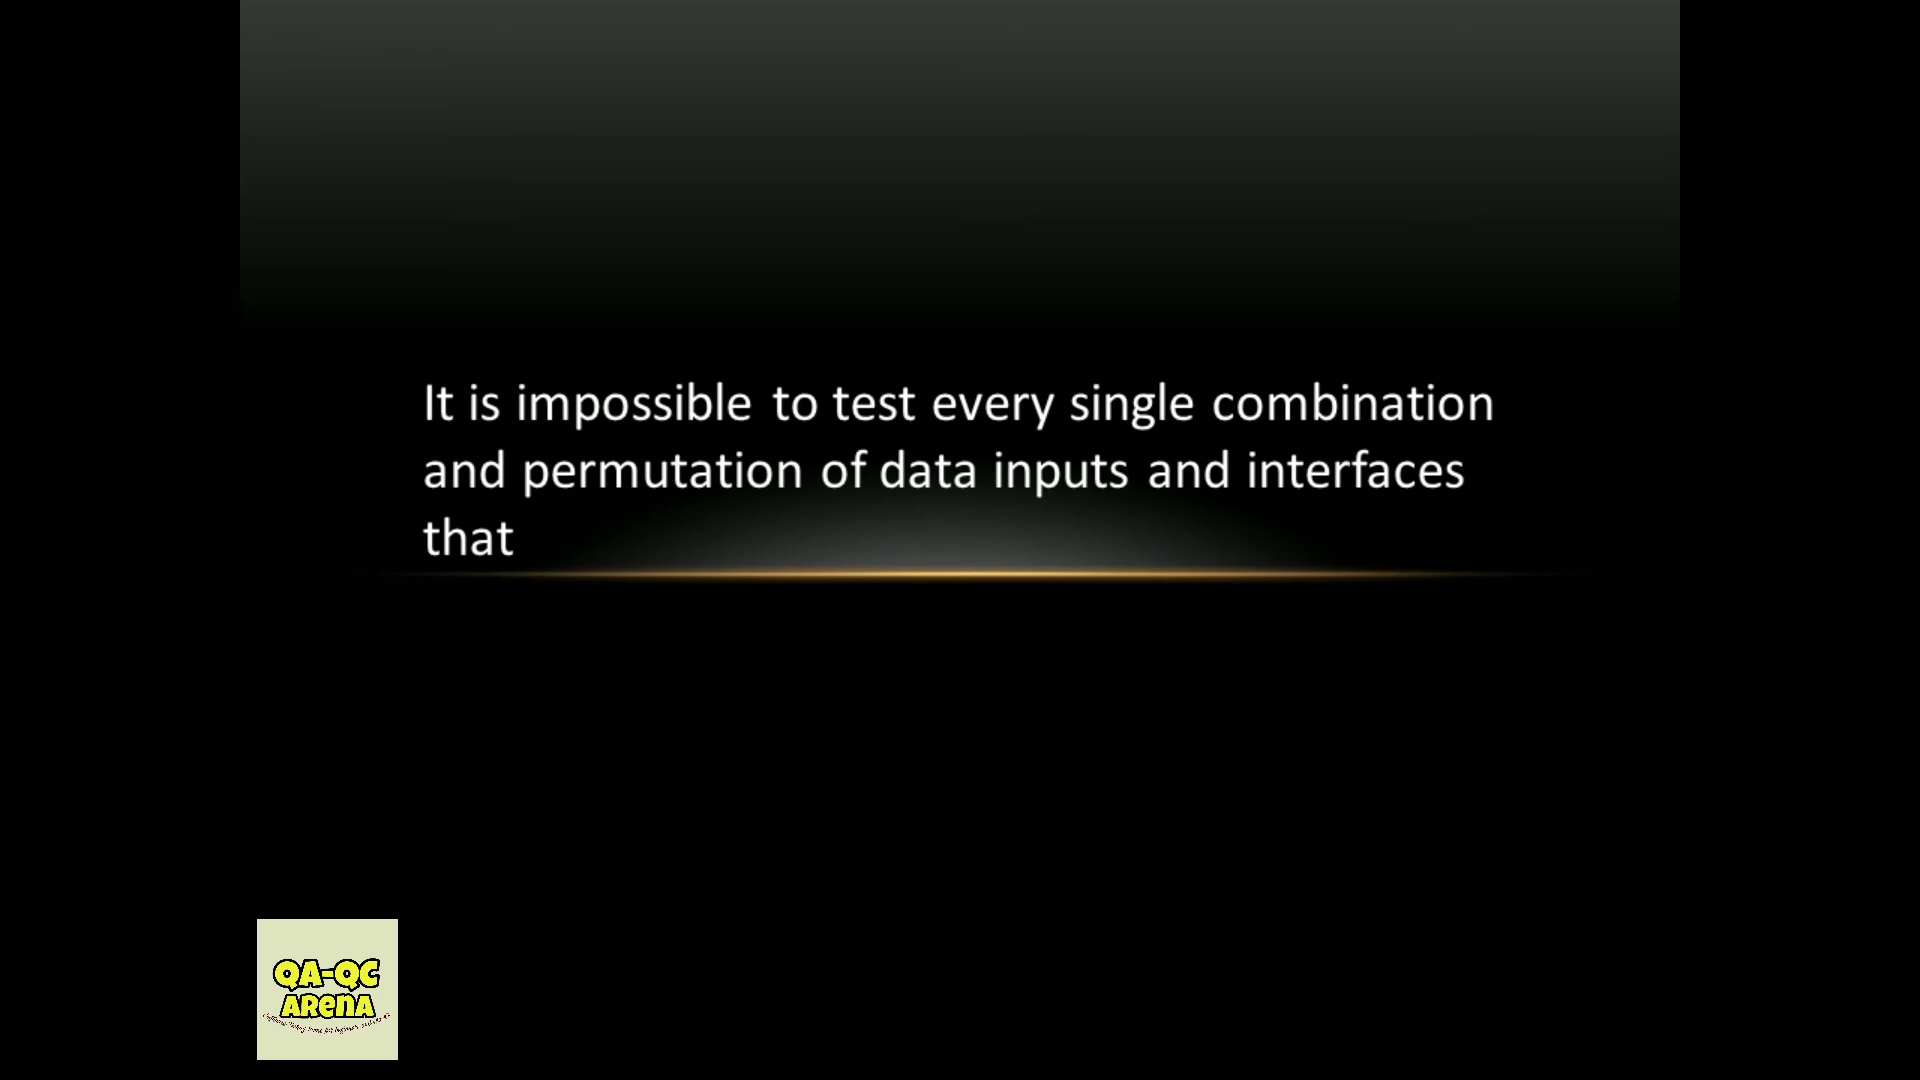 It is impossible to test every single combination
and permutation of data inputs and interfaces
that
QA-QC
ARenA